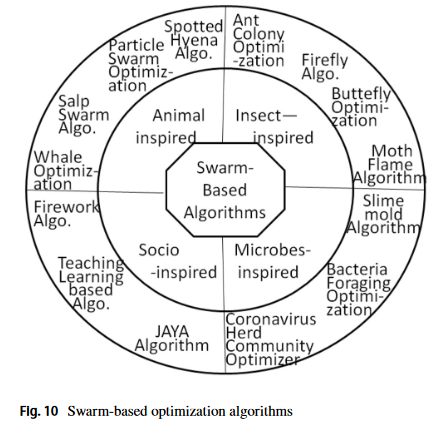 Spotted
Hyena
Algo.
Ant
Colony
Optimi
-zation
Particle
Swarm
Optimiz-
ation
Firefly
Algo.
Salp
Swarm
Algo.
Buttefly
Optimi-
zation
Whale
Optimiz-
ation
Moth
Flame
Algorithm
Animal
inspired
Insect—
inspired
Swarm-
Based
Algorithms
Firework
Algo.
Slime
mold
Algorithm
Socio
-inspired
Microbes-
inspired
Teaching
Learning
based
Algo.
Bacteria
Foraging
Optimi-
zation
JAYA
Algorithm
Coronavirus
Herd
Community
Optimizer
Fig. 10 Swarm-based optimization algorithms